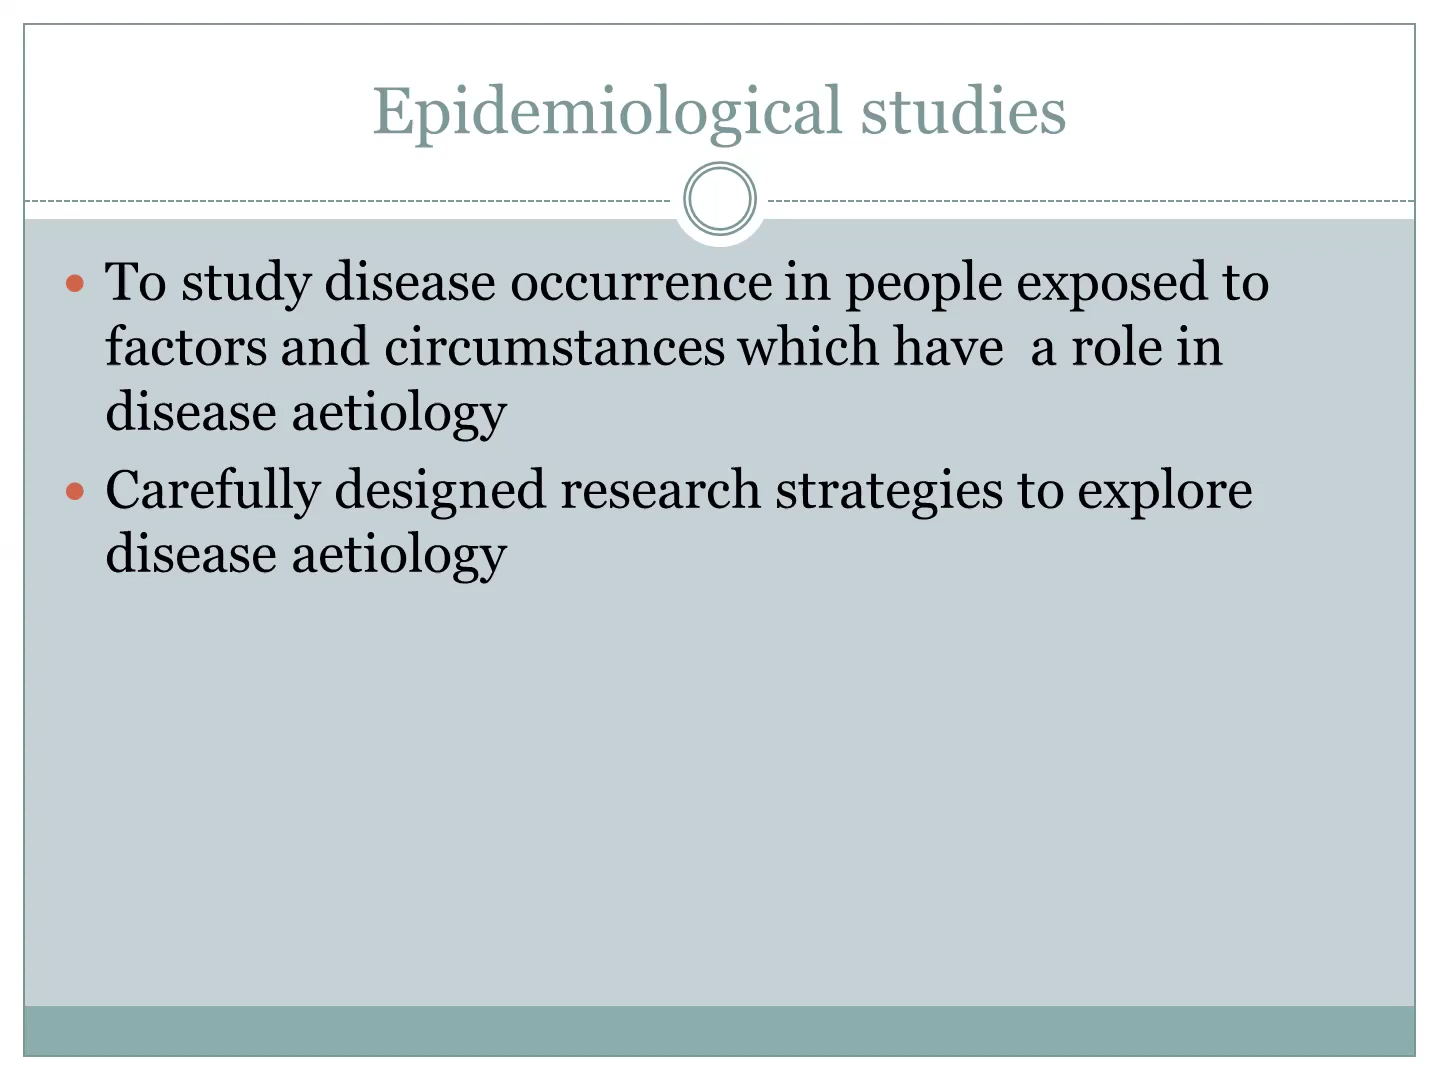 Epidemiological studies
• To study disease occurrence in people exposed to
factors and circumstances which have  a role in
disease aetiology
• Carefully designed research strategies to explore
disease aetiology